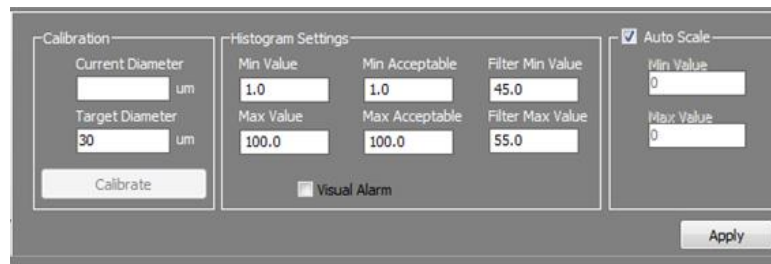 Calibration
Current Diameter
um
Target Diameter
30 um
Calibrate
Histogram Settings
Min Value Min Acceptable Filter Min Value
1.0 1.0 45.0
Max Value Max Acceptable Filter Max Value
100.0 100.0 55.0
Visual Alarm
Auto Scale
Min Value
0
Max Value
0
Apply